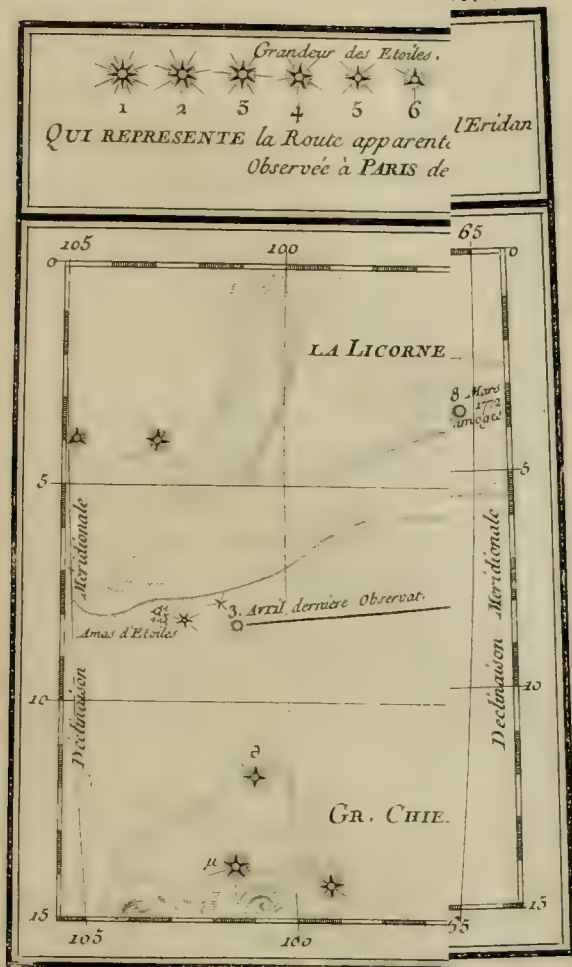 Grandeur des Etoiles.
1 2 3 4 5 6
QUI REPRESENTE la Route apparente l'Eridan
Observée à PARIS de
105 100 65
0 0
LA LICORNE
8 Mars
1772
5 5
Meridionale
Declinaison
3. Avril derniere Observat.
Amas d'Etoiles
Meridionale
Declinaison
10 10
GR. CHIE
μ
15 15
105 100 65